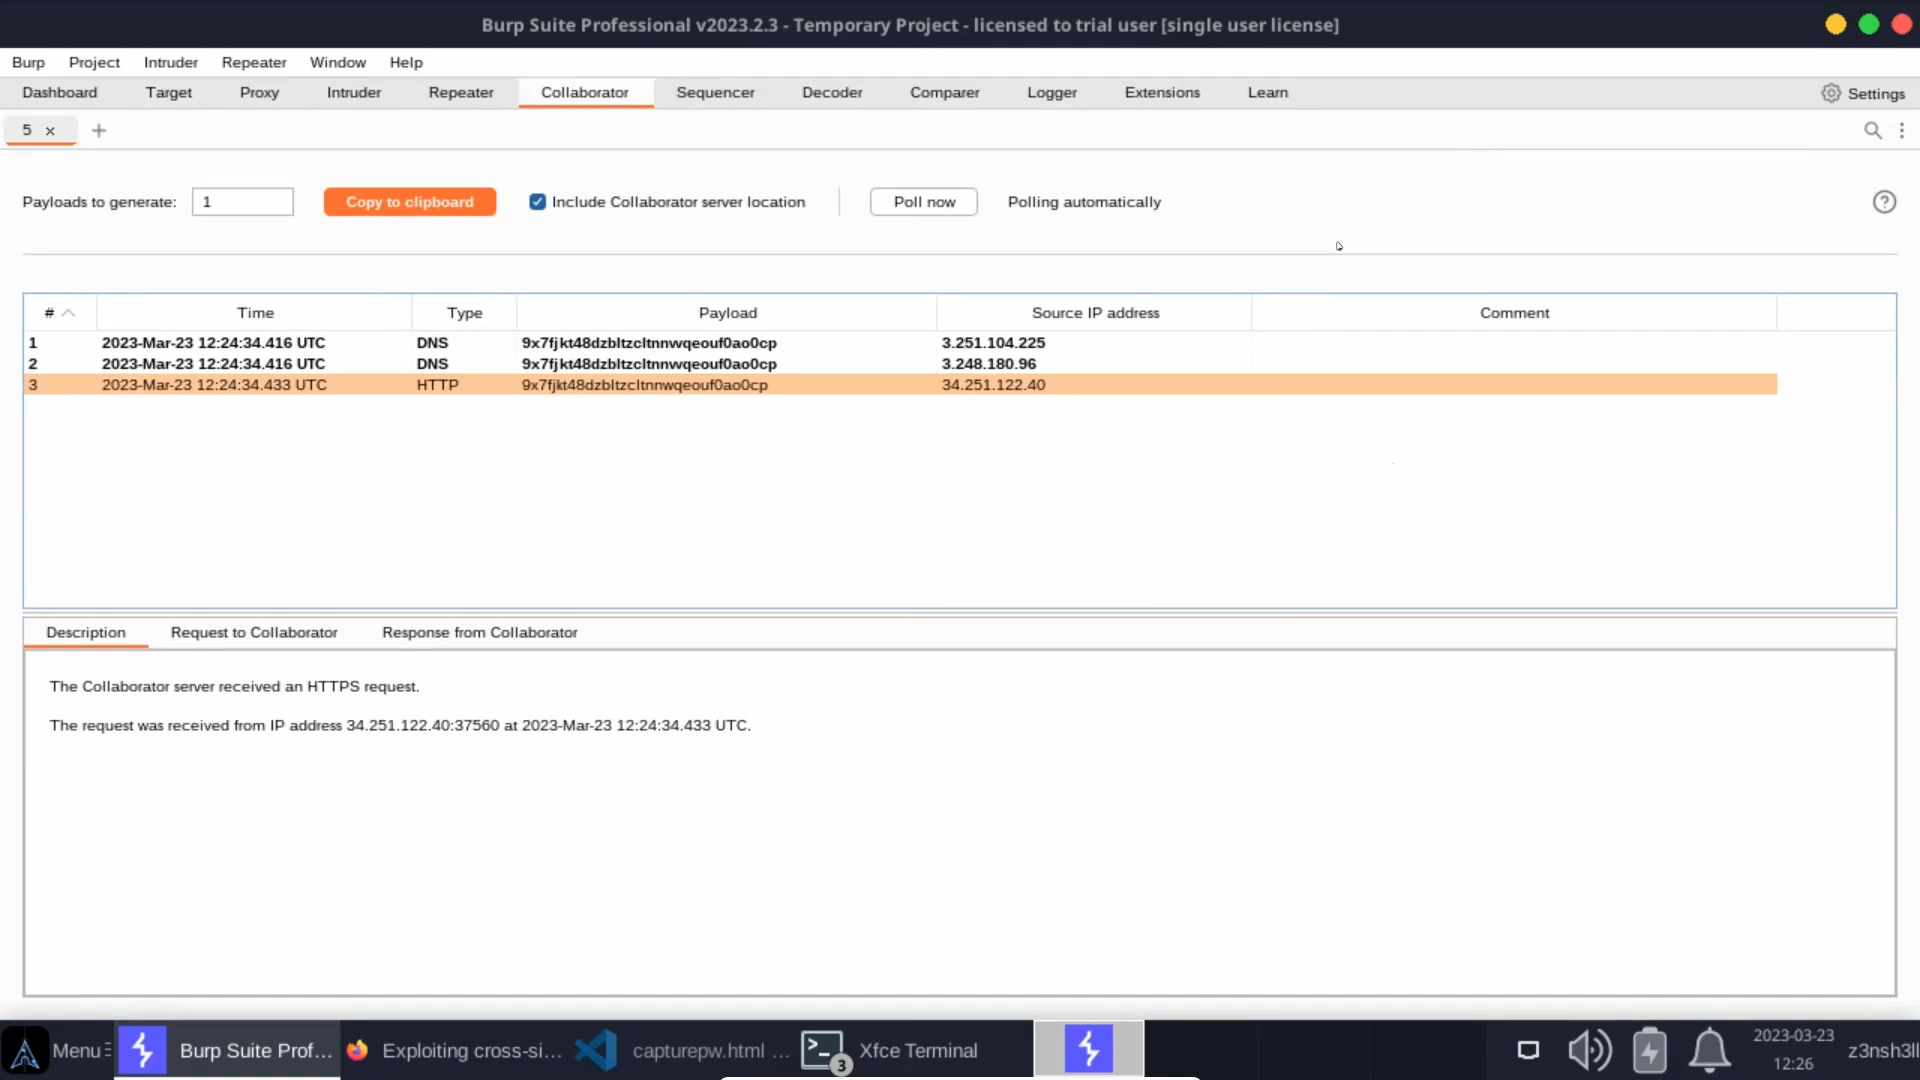 Burp Suite Professional v2023.2.3 - Temporary Project - licensed to trial user [single user license]
Burp Project Intruder Repeater Window Help
Dashboard Target Proxy Intruder Repeater Collaborator Sequencer Decoder Comparer Logger Extensions Learn Settings
5 × +
Payloads to generate: 1 Copy to clipboard Include Collaborator server location Poll now Polling automatically ?
# Time Type Payload Source IP address Comment
1 2023-Mar-23 12:24:34.416 UTC DNS 9x7fjkt48dzbltzcltnnwqeouf0ao0cp 3.251.104.225
2 2023-Mar-23 12:24:34.416 UTC DNS 9x7fjkt48dzbltzcltnnwqeouf0ao0cp 3.248.180.96
3 2023-Mar-23 12:24:34.433 UTC HTTP 9x7fjkt48dzbltzcltnnwqeouf0ao0cp 34.251.122.40
Description Request to Collaborator Response from Collaborator
The Collaborator server received an HTTPS request.
The request was received from IP address 34.251.122.40:37560 at 2023-Mar-23 12:24:34.433 UTC.
Menu Burp Suite Prof... Exploiting cross-si... capturepw.html ... 3 Xfce Terminal 2023-03-23 z3nsh3ll
12:26